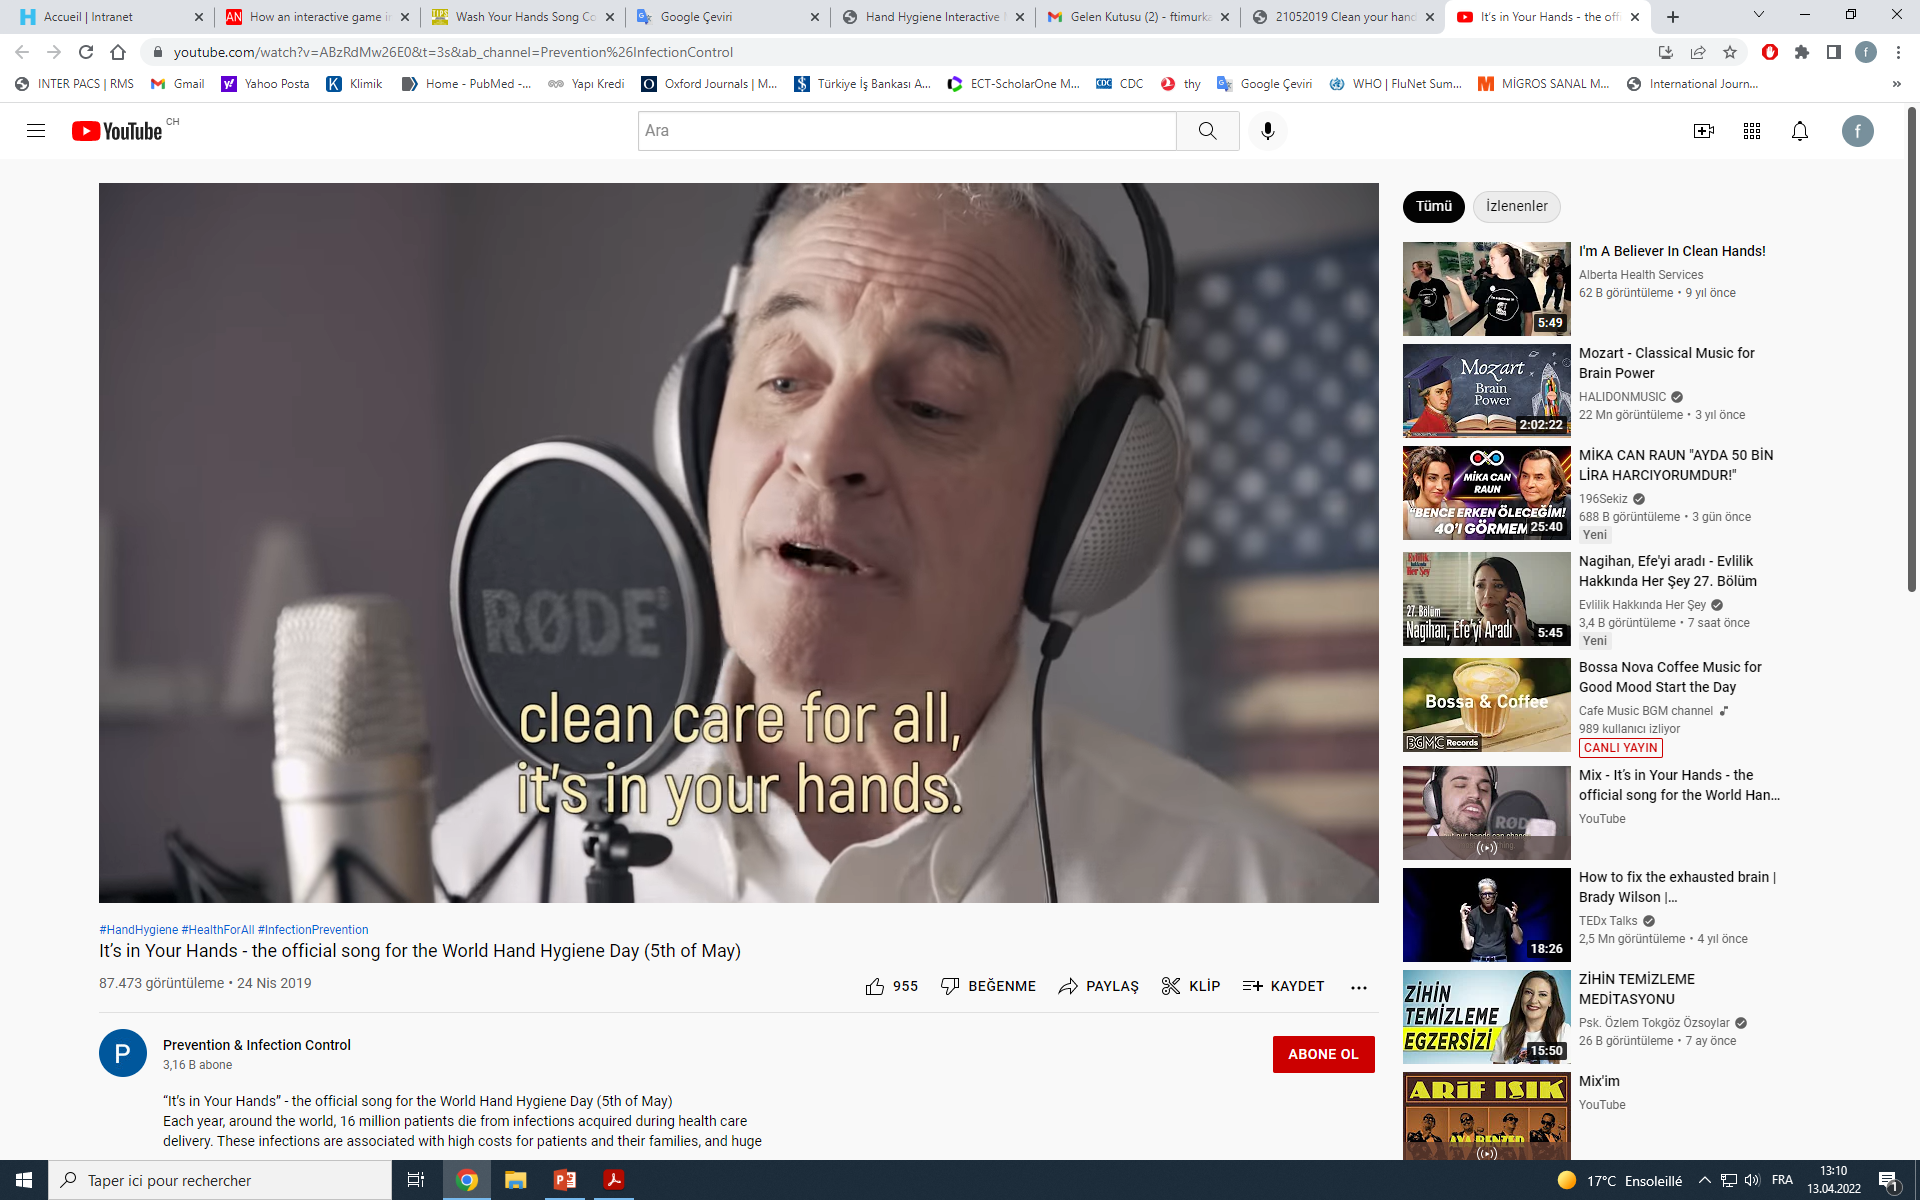 Accueil | Intranet
How an interactive game i
Wash Your Hands Song Co
Google Çeviri
Hand Hygiene Interactive
Gelen Kutusu (2) - ftimurka
21052019 Clean your hand
It's in Your Hands - the offi
youtube.com/watch?v=ABzRdMw26E0&t=3s&ab_channel=Prevention%26InfectionControl
INTER PACS | RMS
Gmail
Yahoo Posta
Klimik
Home - PubMed -...
Yapı Kredi
Oxford Journals | M...
Türkiye İş Bankası A...
ECT-ScholarOne M...
CDC
thy
Google Çeviri
WHO | FluNet Sum...
MİGROS SANAL M...
International Journ...
YouTube CH
Ara
f
RØDE
clean care for all,
it's in your hands.
#HandHygiene #HealthForAll #InfectionPrevention
It's in Your Hands - the official song for the World Hand Hygiene Day (5th of May)
87.473 görüntüleme • 24 Nis 2019
955
BEĞENME
PAYLAŞ
KLİP
KAYDET
P
Prevention & Infection Control
3,16 B abone
ABONE OL
“It's in Your Hands” - the official song for the World Hand Hygiene Day (5th of May)
Each year, around the world, 16 million patients die from infections acquired during health care
delivery. These infections are associated with high costs for patients and their families, and huge
Tümü
İzlenenler
5:49
I'm A Believer In Clean Hands!
Alberta Health Services
62 B görüntüleme • 9 yıl önce
Mozart
Brain
Power
2:02:22
Mozart - Classical Music for
Brain Power
HALIDONMUSIC
22 Mn görüntüleme • 3 yıl önce
MİKA CAN
RAUN
"BENCE ERKEN ÖLECEĞİM!
40'I GÖRMEM
25:40
MİKA CAN RAUN "AYDA 50 BİN
LİRA HARCIYORUMDUR!"
196Sekiz
688 B görüntüleme • 3 gün önce
Yeni
Evlilik
Her Şey
27. Bölüm
Nagihan, Efe'yi Aradı
5:45
Nagihan, Efe'yi aradı - Evlilik
Hakkında Her Şey 27. Bölüm
Evlilik Hakkında Her Şey
3,4 B görüntüleme • 7 saat önce
Yeni
Bossa & Coffee
BGMC Records
Bossa Nova Coffee Music for
Good Mood Start the Day
Cafe Music BGM channel
989 kullanıcı izliyor
CANLI YAYIN
Mix - It's in Your Hands - the
official song for the World Han...
YouTube
18:26
How to fix the exhausted brain |
Brady Wilson |...
TEDx Talks
2,5 Mn görüntüleme • 4 yıl önce
ZİHİN
TEMİZLEME
EGZERSİZİ
15:50
ZİHİN TEMİZLEME
MEDİTASYONU
Psk. Özlem Tokgöz Özsoylar
26 B görüntüleme • 7 ay önce
ARİF IŞIK
Mix'im
YouTube
Taper ici pour rechercher
17°C Ensoleillé
FRA
13:10
13.04.2022
1